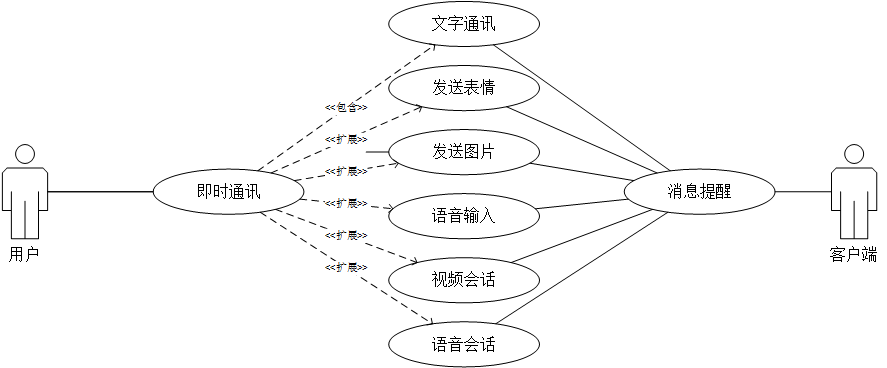 文字通讯
发送表情
<<包含>>
<<扩展>>
发送图片
<<扩展>>
即时通讯
消息提醒
<<扩展>>
语音输入
<<扩展>>
用户
客户端
<<扩展>>
视频会话
语音会话